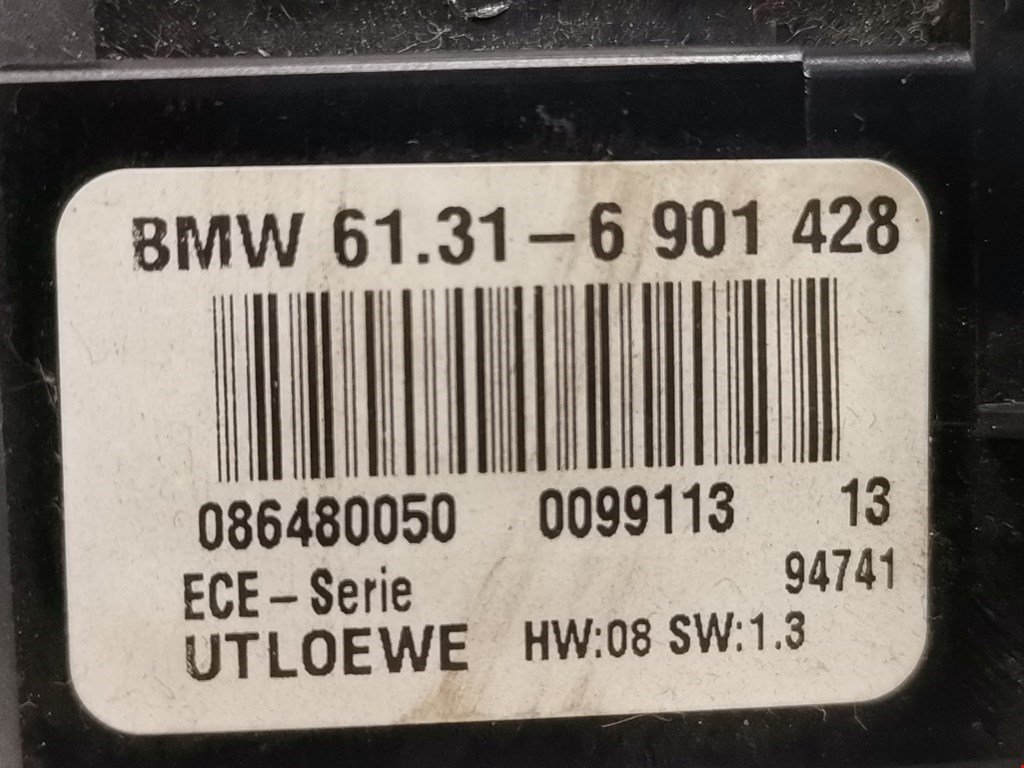 BMW 61.31-6 901 428
086480050 0099113 13
ECE-Serie 94741
UTLOEWE HW:08 SW:1.3